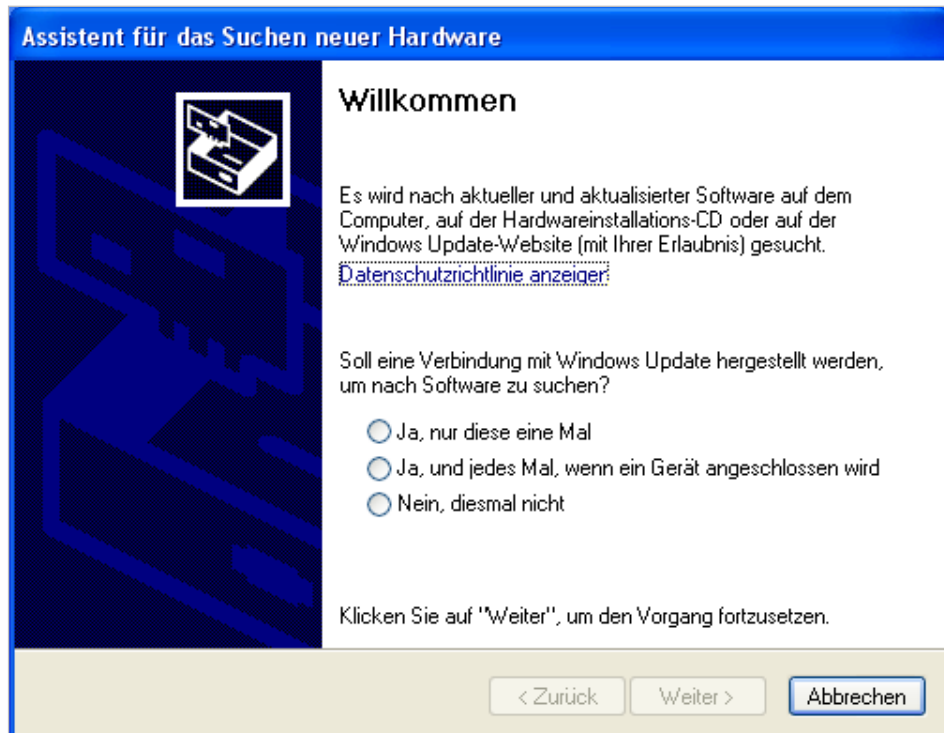 Assistent für das Suchen neuer Hardware
Willkommen
Es wird nach aktueller und aktualisierter Software auf dem
Computer, auf der Hardwareinstallations-CD oder auf der
Windows Update-Website (mit Ihrer Erlaubnis) gesucht.
Datenschutzrichtlinie anzeigen
Soll eine Verbindung mit Windows Update hergestellt werden,
um nach Software zu suchen?
Ja, nur diese eine Mal
Ja, und jedes Mal, wenn ein Gerät angeschlossen wird
Nein, diesmal nicht
Klicken Sie auf "Weiter", um den Vorgang fortzusetzen.
< Zurück Weiter > Abbrechen